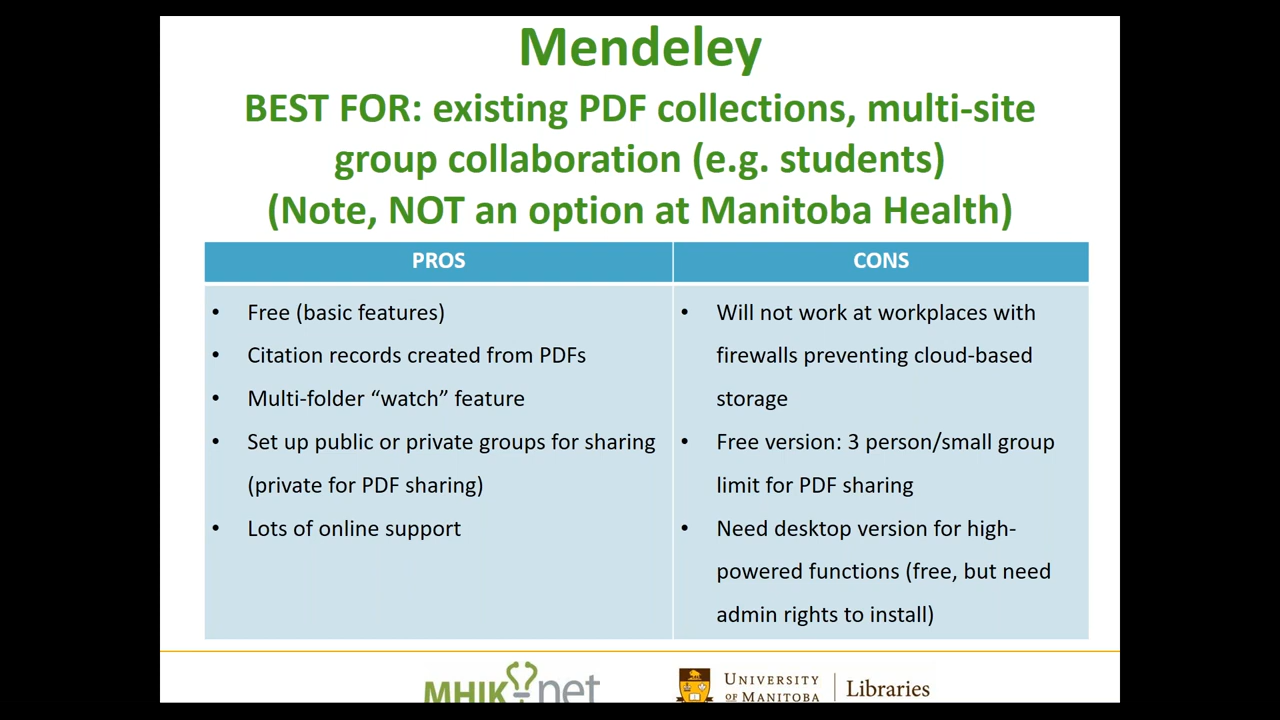 Mendeley
BEST FOR: existing PDF collections, multi-site
group collaboration (e.g. students)
(Note, NOT an option at Manitoba Health)
PROS
CONS
• Free (basic features)
• Citation records created from PDFs
• Multi-folder “watch” feature
• Set up public or private groups for sharing
(private for PDF sharing)
• Lots of online support
• Will not work at workplaces with
firewalls preventing cloud-based
storage
• Free version: 3 person/small group
limit for PDF sharing
• Need desktop version for high-
powered functions (free, but need
admin rights to install)
MHIKnet
UNIVERSITY
OF MANITOBA
Libraries